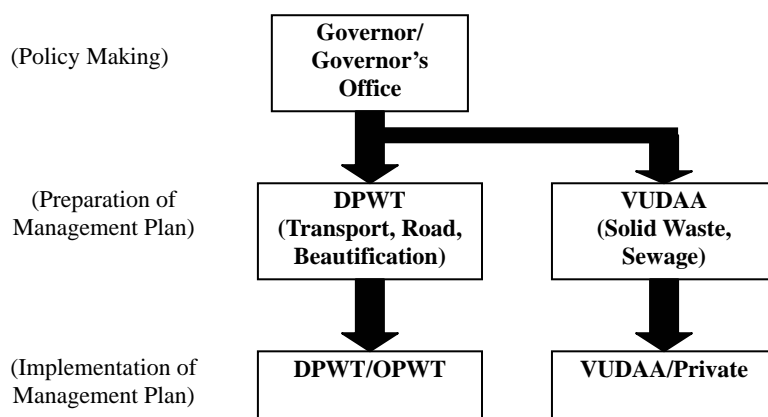 (Policy Making)
Governor/
Governor’s
Office
(Preparation of
Management Plan)
DPWT
(Transport, Road,
Beautification)
VUDAA
(Solid Waste,
Sewage)
(Implementation of
Management Plan)
DPWT/OPWT
VUDAA/Private